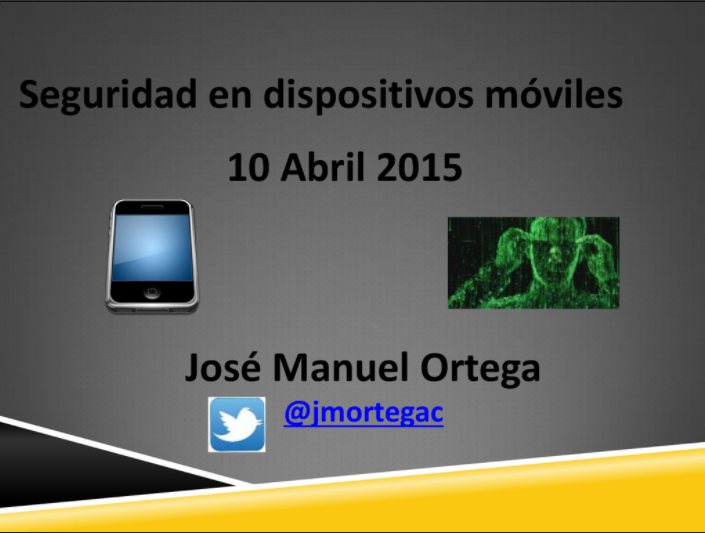 Seguridad en dispositivos móviles
10 Abril 2015
José Manuel Ortega
@jmortegac